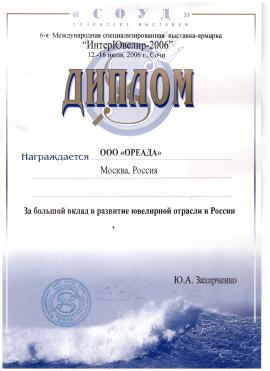 « СОУД »
СОЧИНСКИЕ ВЫСТАВКИ
6-я Международная специализированная выставка-ярмарка
“ИнтерЮвелир-2006”
12 -16 июля, 2006 г., Сочи
ДИПЛОМ
Награждается ООО «ОРЕАДА»
Москва, Россия
За большой вклад в развитие ювелирной отрасли в России
Ю.А. Захарченко